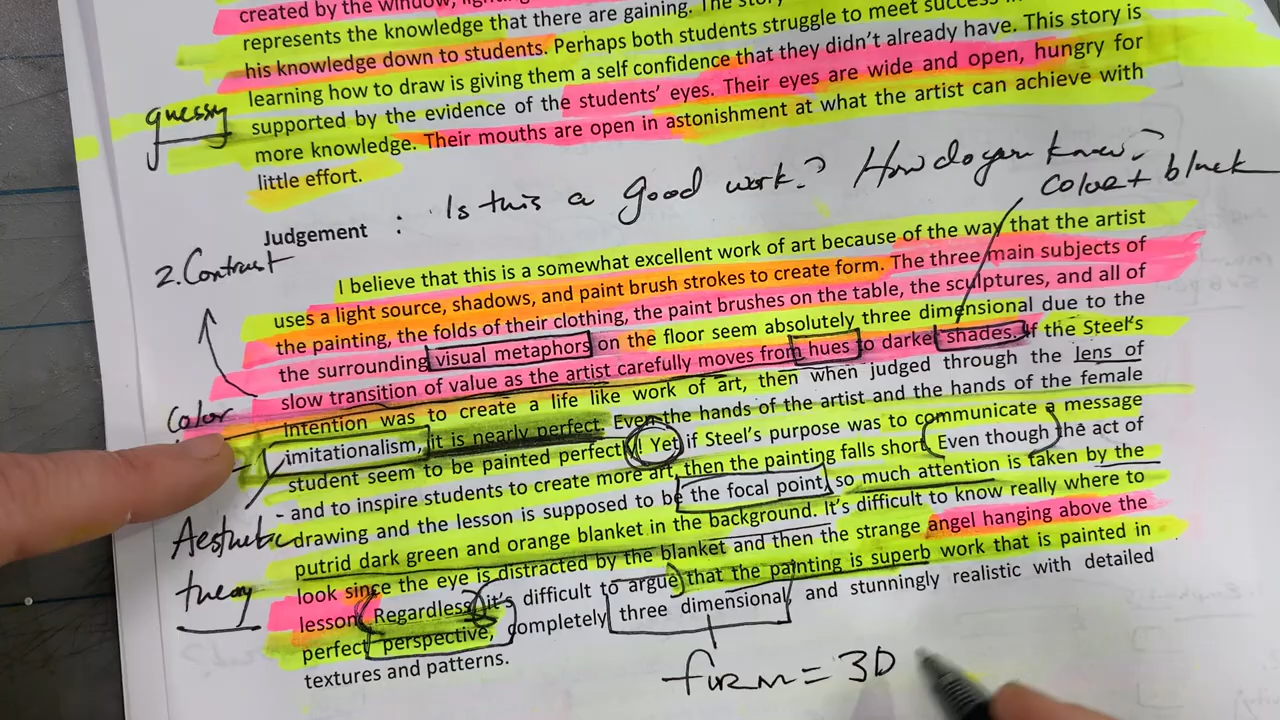 created by the window,
represents the knowledge that there are gaining. The
his knowledge down to students. Perhaps both students struggle to meet success
learning how to draw is giving them a self confidence that they didn't already have. This story is
guessy
supported by the evidence of the students' eyes. Their eyes are wide and open, hungry for
more knowledge. Their mouths are open in astonishment at what the artist can achieve with
little effort.
Judgement : Is this a good work? How do you know?
Color + black
2. Contrast
I believe that this is a somewhat excellent work of art because of the way that the artist
uses a light source, shadows, and paint brush strokes to create form. The three main subjects of
the painting, the folds of their clothing, the paint brushes on the table, the sculptures, and all of
the surrounding visual metaphors on the floor seem absolutely three dimensional due to the
slow transition of value as the artist carefully moves from hues to darker shades. If the Steel's
Color
intention was to create a life like work of art, then when judged through the lens of
imitationalism, it is nearly perfect. Even the hands of the artist and the hands of the female
student seem to be painted perfectly! Yet if Steel's purpose was to communicate a message
- and to inspire students to create more art, then the painting falls short. Even though the act of
Aesthetic
drawing and the lesson is supposed to be the focal point, so much attention is taken by the
putrid dark green and orange blanket in the background. It's difficult to know really where to
theory
look since the eye is distracted by the blanket and then the strange angel hanging above the
lesson. Regardless, it's difficult to argue that the painting is superb work that is painted in
perfect perspective, completely three dimensional, and stunningly realistic with detailed
textures and patterns.
form = 3D